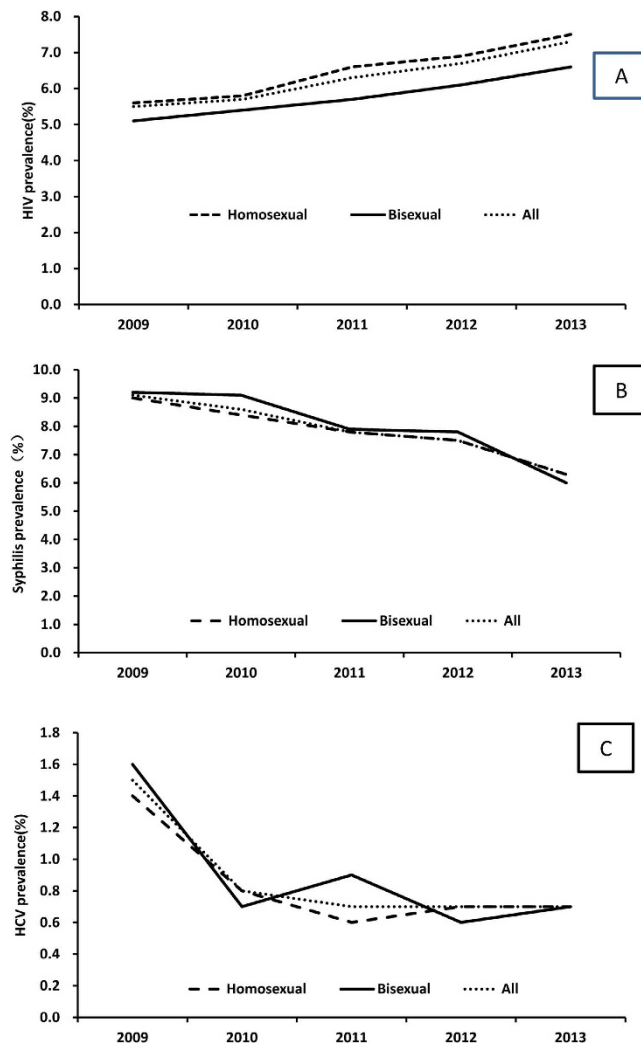 8.0
7.0
6.0
5.0
4.0
3.0
2.0
1.0
0.0
HIV prevalence(%)
A
Homosexual Bisexual All
2009 2010 2011 2012 2013
10.0
9.0
8.0
7.0
6.0
5.0
4.0
3.0
2.0
1.0
0.0
Syphilis prevalence（%）
B
Homosexual Bisexual All
2009 2010 2011 2012 2013
1.8
1.6
1.4
1.2
1.0
0.8
0.6
0.4
0.2
0.0
HCV prevalence(%)
C
Homosexual Bisexual All
2009 2010 2011 2012 2013